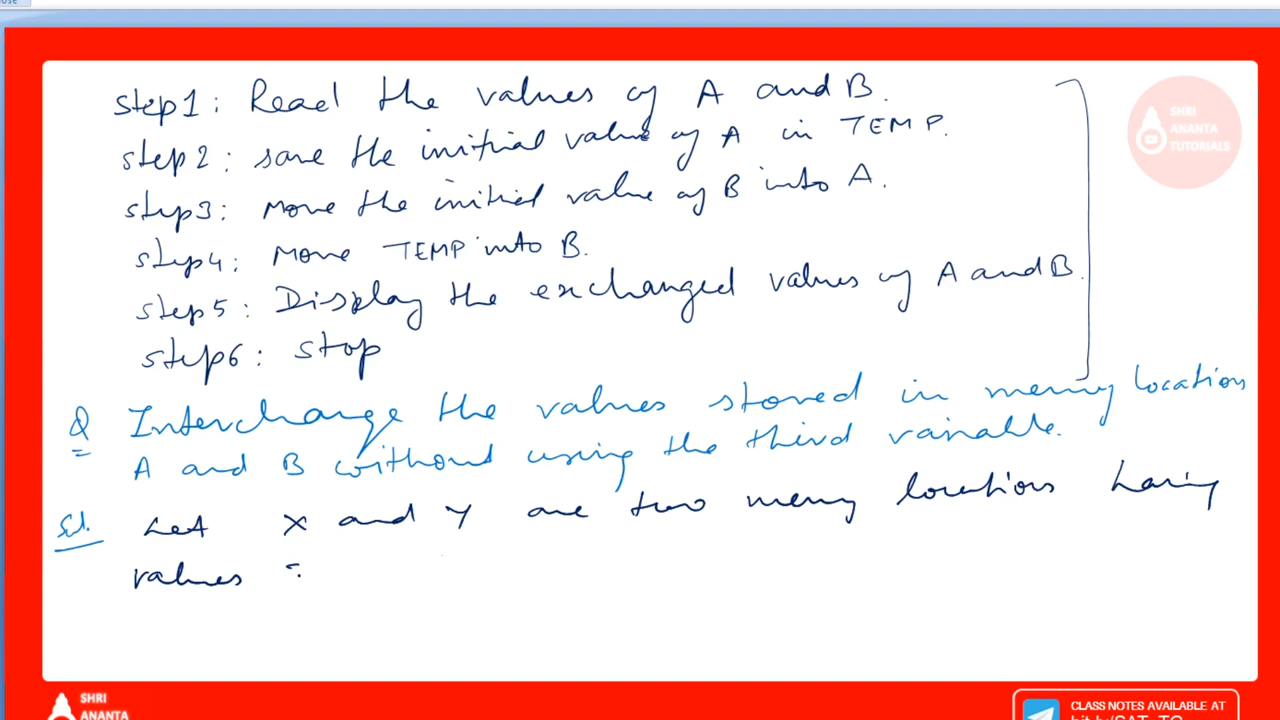 step1: Read the values of A and B.
step2: save the initial value of A in TEMP.
step3: Move the initial value of B into A.
step4: Move TEMP into B.
step5: Display the exchanged values of A and B.
step6: stop
Q Interchange the values stored in memory location
A and B without using the third variable.
Sol. Let X and Y are two memory locations having
values
SHRI
ANANTA
TUTORIALS
SHRI
ANANTA
CLASS NOTES AVAILABLE AT